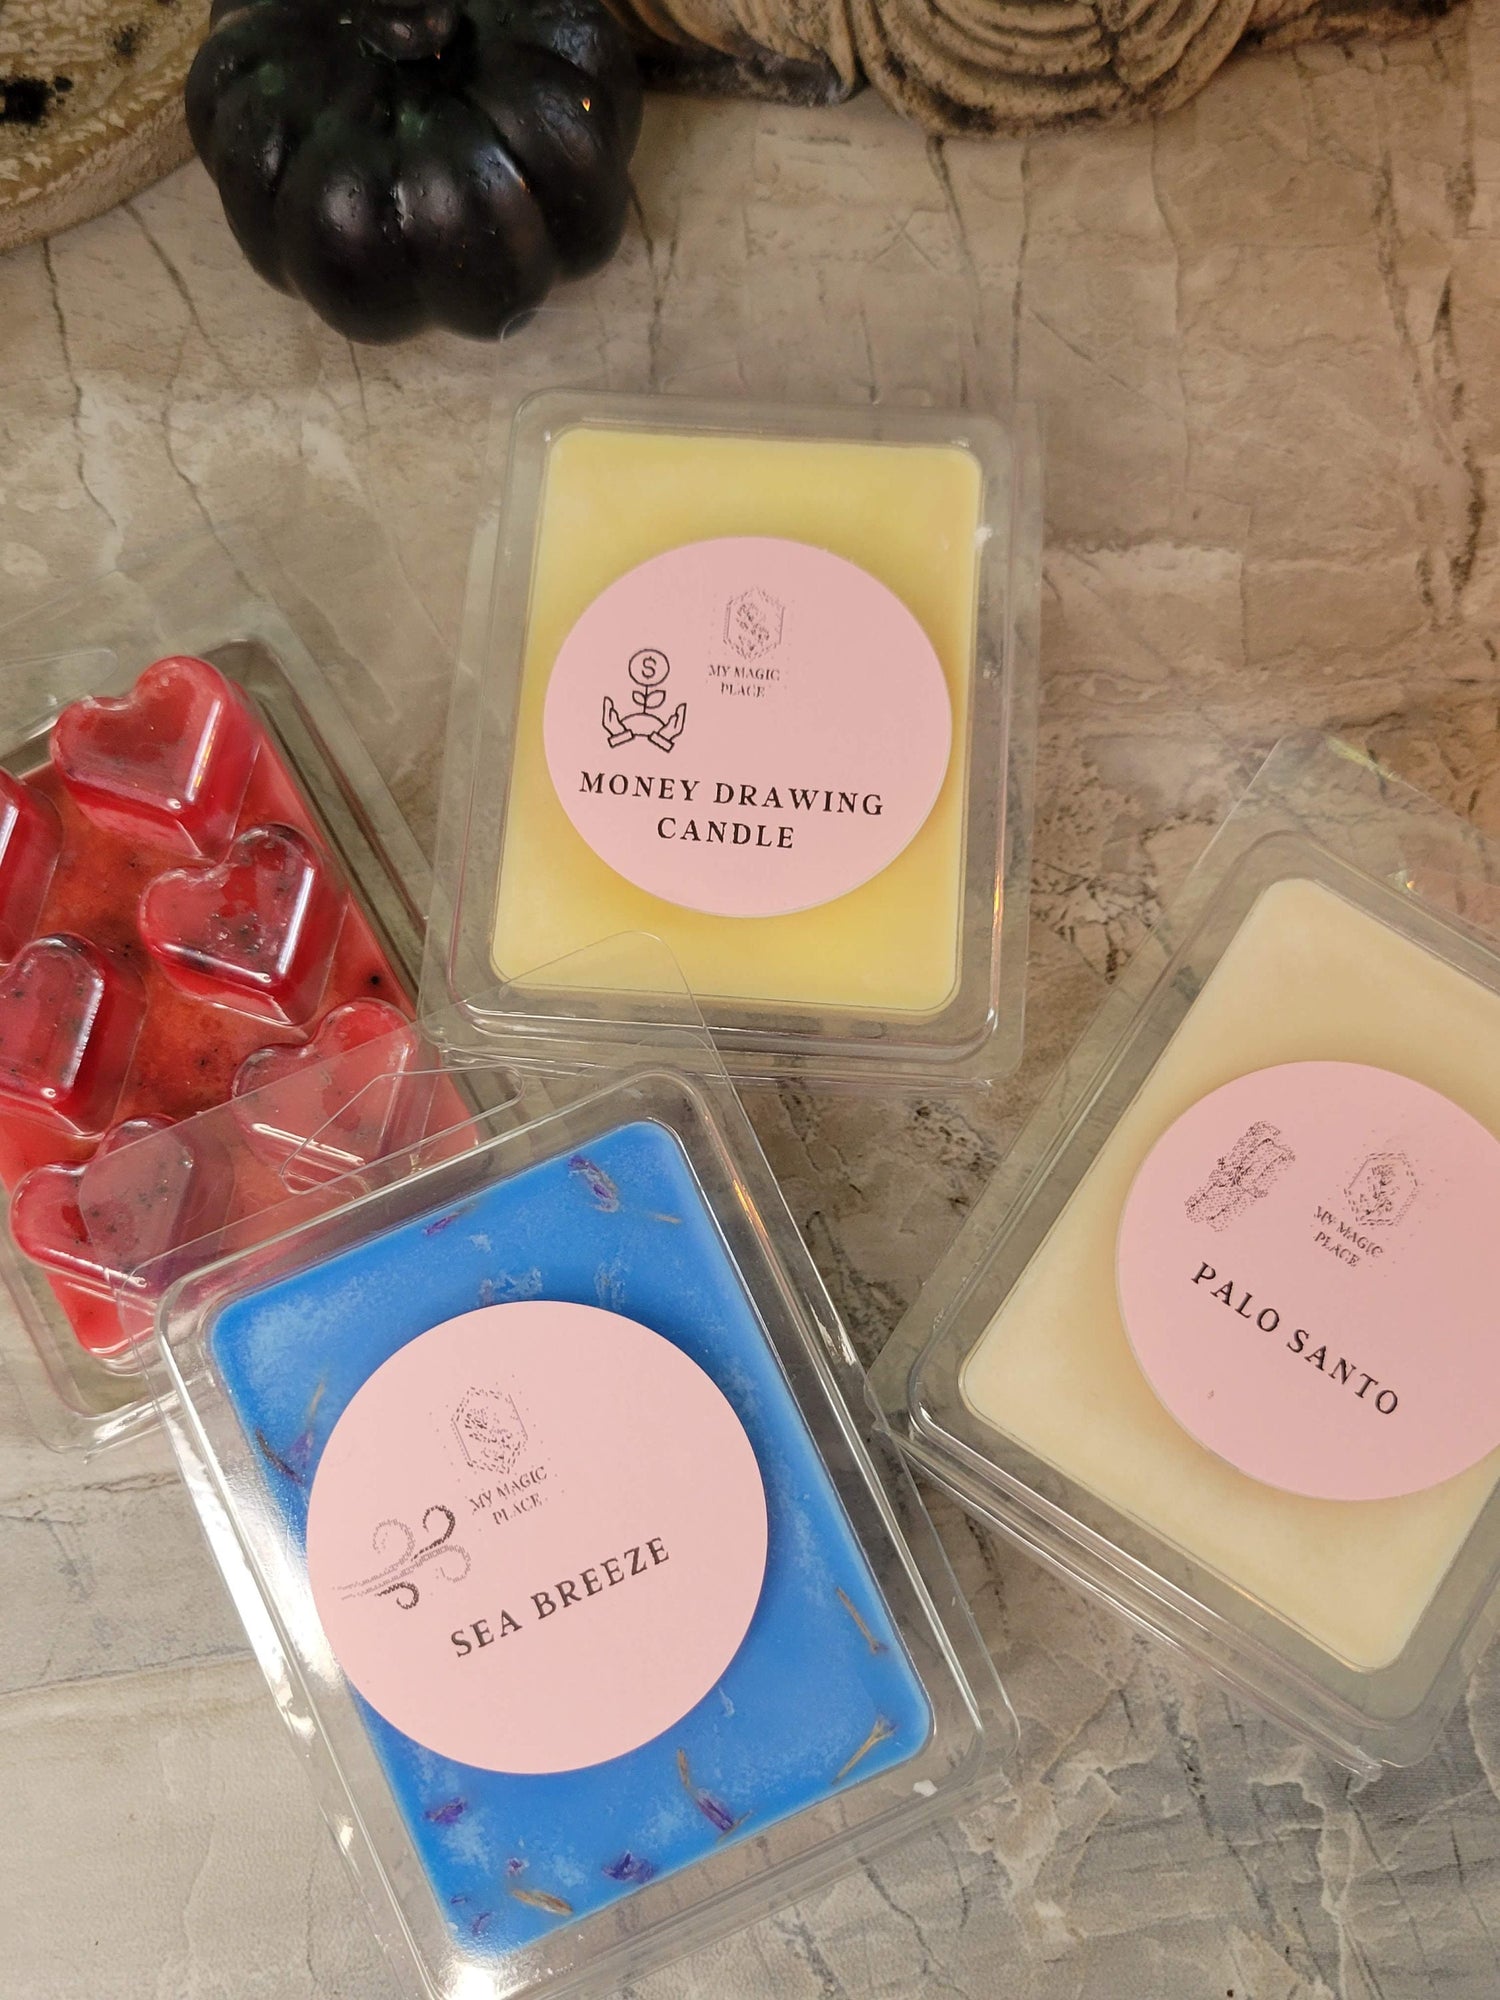 MY MAGIC
PLACE
$
MONEY DRAWING
CANDLE
MY MAGIC
PLACE
PALO SANTO
MY MAGIC
PLACE
SEA BREEZE